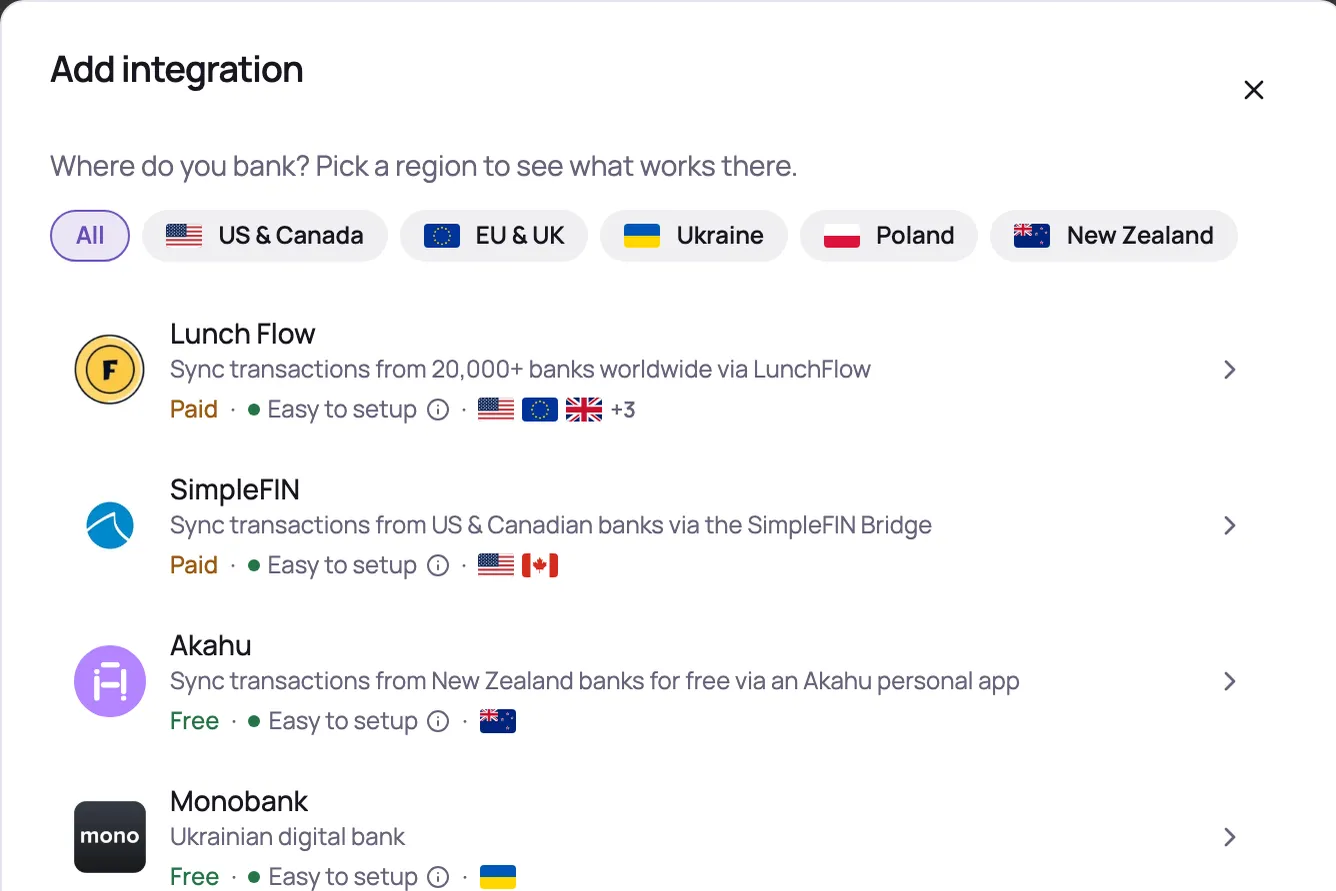 Add integration
Where do you bank? Pick a region to see what works there.
All US & Canada EU & UK Ukraine Poland New Zealand
Lunch Flow
F
Sync transactions from 20,000+ banks worldwide via LunchFlow
Paid · Easy to setup · +3
SimpleFIN
Sync transactions from US & Canadian banks via the SimpleFIN Bridge
Paid · Easy to setup ·
Akahu
Sync transactions from New Zealand banks for free via an Akahu personal app
Free · Easy to setup ·
Monobank
mono
Ukrainian digital bank
Free · Easy to setup ·